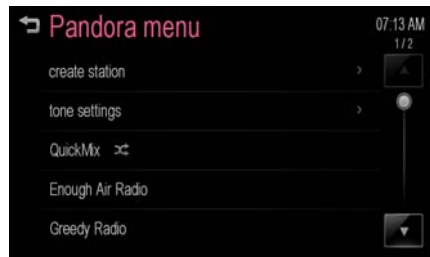 Pandora menu
07:13 AM
1/2
create station
tone settings
QuickMix
Enough Air Radio
Greedy Radio